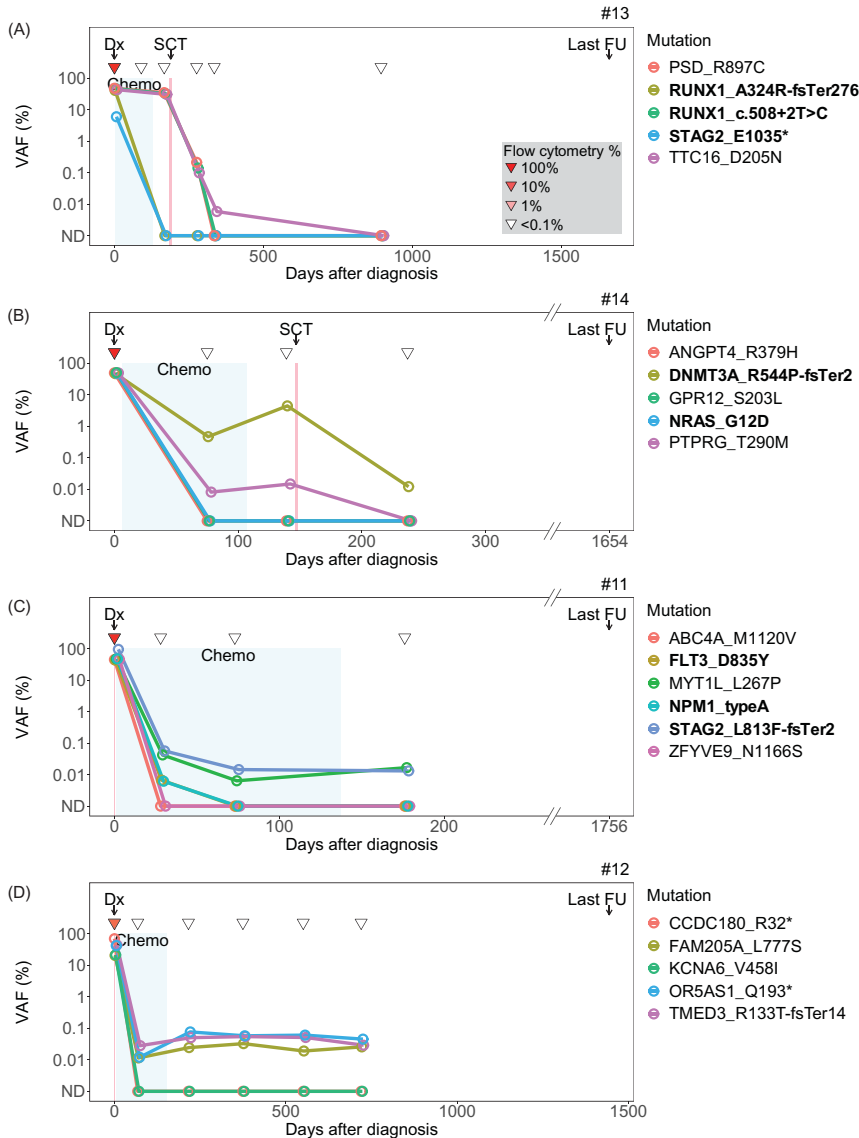 (A)
#13
Dx
SCT
Last FU
Chemo
VAF (%)
100
10
1
0.1
0.01
ND
0
500
1000
1500
Days after diagnosis
Flow cytometry %
100%
10%
1%
<0.1%
Mutation
PSD_R897C
RUNX1_A324R-fsTer276
RUNX1_c.508+2T>C
STAG2_E1035*
TTC16_D205N
(B)
#14
Dx
SCT
Last FU
Chemo
VAF (%)
100
10
1
0.1
0.01
ND
0
100
200
300
1654
Days after diagnosis
Mutation
ANGPT4_R379H
DNMT3A_R544P-fsTer2
GPR12_S203L
NRAS_G12D
PTPRG_T290M
(C)
#11
Dx
Last FU
Chemo
VAF (%)
100
10
1
0.1
0.01
ND
0
100
200
1756
Days after diagnosis
Mutation
ABC4A_M1120V
FLT3_D835Y
MYT1L_L267P
NPM1_typeA
STAG2_L813F-fsTer2
ZFYVE9_N1166S
(D)
#12
Dx
Last FU
Chemo
VAF (%)
100
10
1
0.1
0.01
ND
0
500
1000
1500
Days after diagnosis
Mutation
CCDC180_R32*
FAM205A_L777S
KCNA6_V458I
OR5AS1_Q193*
TMED3_R133T-fsTer14